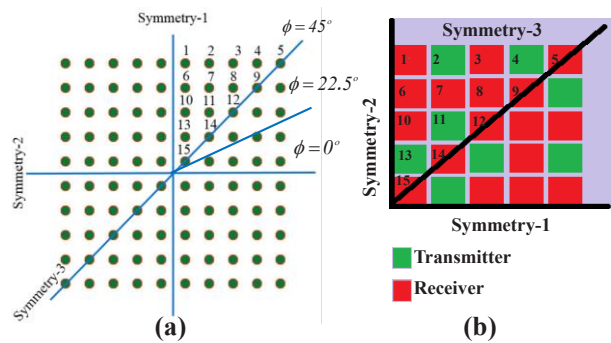 Symmetry-1
ϕ=45°
1 2 3 4 5
6 7 8 9
ϕ=22.5°
10 11 12
13 14
ϕ=0°
15
Symmetry-2
Symmetry-3
(a)
Symmetry-3
1 2 3 4 5
6 7 8 9
10 11 12
13 14
15
Symmetry-2
Symmetry-1
Transmitter
Receiver
(b)